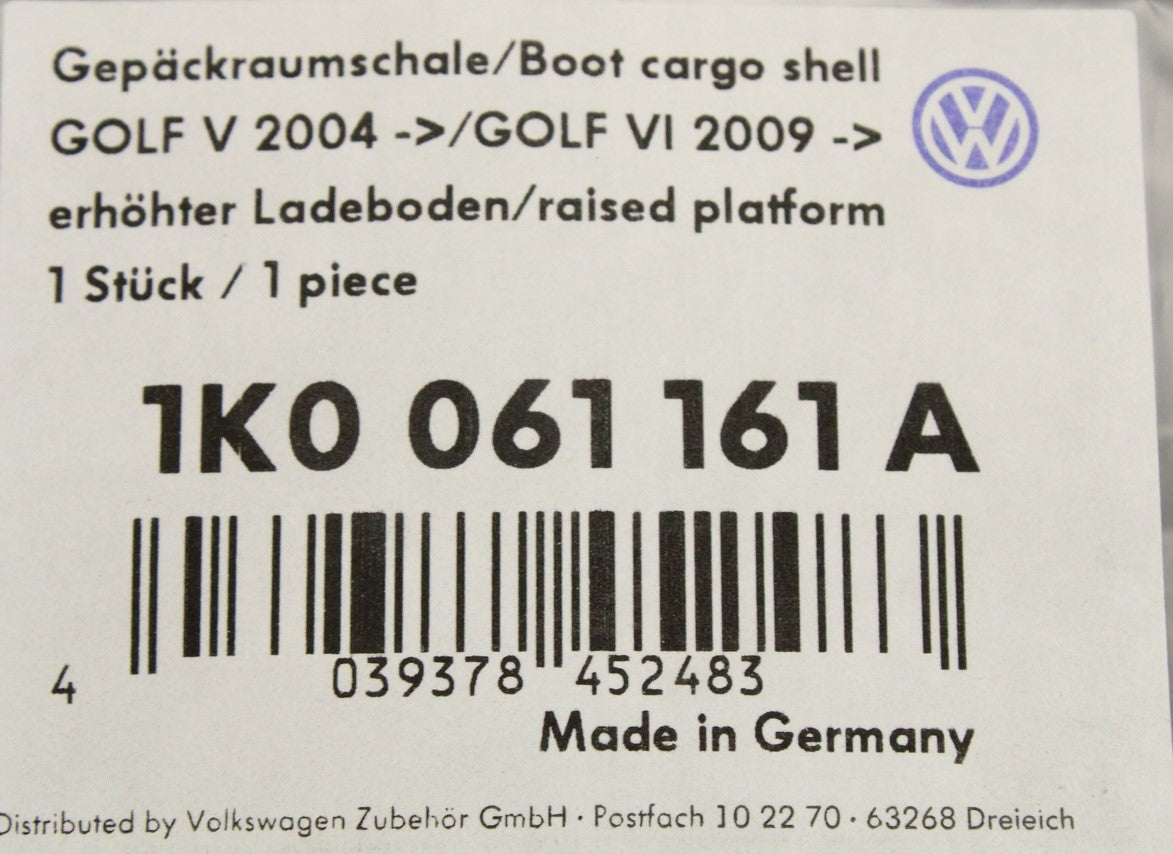 Gepäckraumschale/Boot cargo shell
GOLF V 2004 ->/GOLF VI 2009 ->
erhöhter Ladeboden/raised platform
1 Stück / 1 piece
1K0 061 161 A
4 039378 452483
Made in Germany
Distributed by Volkswagen Zubehör GmbH · Postfach 10 22 70 · 63268 Dreieich